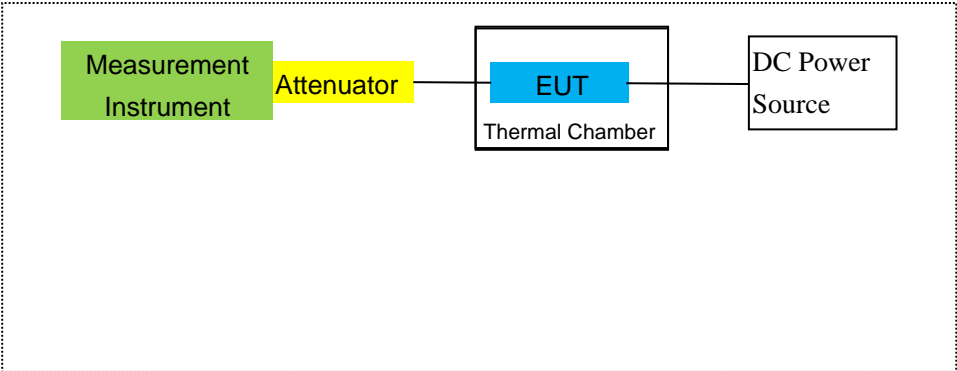 Measurement
Instrument
Attenuator
EUT
Thermal Chamber
DC Power
Source